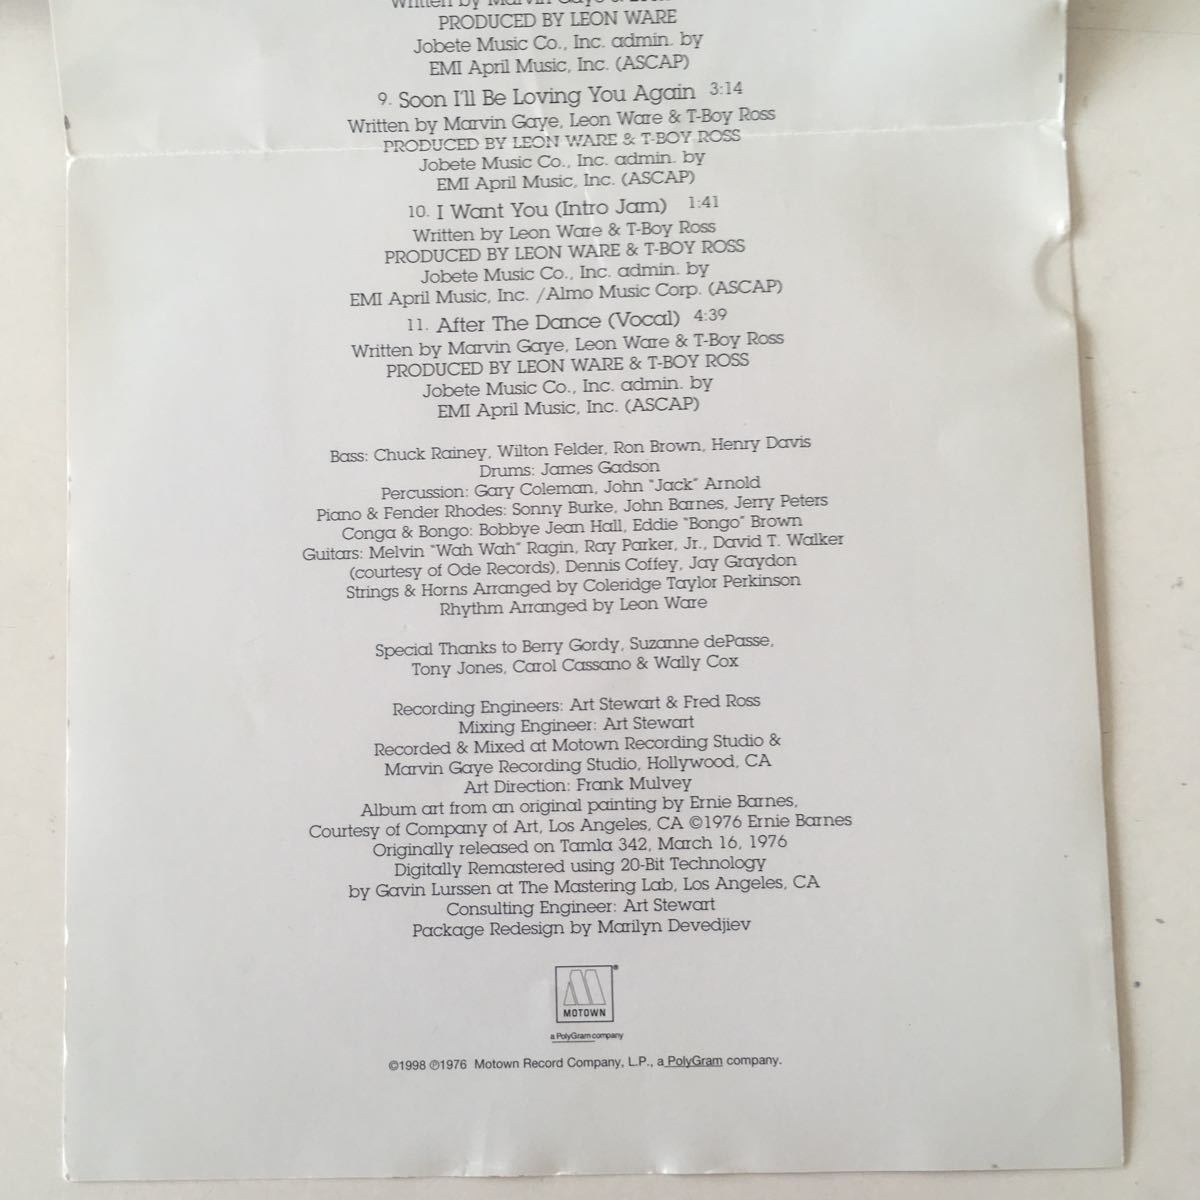 Written by Marvin Gaye & Leon
PRODUCED BY LEON WARE
Jobete Music Co., Inc. admin. by
EMI April Music, Inc. (ASCAP)
9. Soon I'll Be Loving You Again 3:14
Written by Marvin Gaye, Leon Ware & T-Boy Ross
PRODUCED BY LEON WARE & T-BOY ROSS
Jobete Music Co., Inc. admin. by
EMI April Music, Inc. (ASCAP)
10. I Want You (Intro Jam) 1:41
Written by Leon Ware & T-Boy Ross
PRODUCED BY LEON WARE & T-BOY ROSS
Jobete Music Co., Inc. admin. by
EMI April Music, Inc. /Almo Music Corp. (ASCAP)
11. After The Dance (Vocal) 4:39
Written by Marvin Gaye, Leon Ware & T-Boy Ross
PRODUCED BY LEON WARE & T-BOY ROSS
Jobete Music Co., Inc. admin. by
EMI April Music, Inc. (ASCAP)
Bass: Chuck Rainey, Wilton Felder, Ron Brown, Henry Davis
Drums: James Gadson
Percussion: Gary Coleman, John "Jack" Arnold
Piano & Fender Rhodes: Sonny Burke, John Barnes, Jerry Peters
Conga & Bongo: Bobbye Jean Hall, Eddie "Bongo" Brown
Guitars: Melvin "Wah Wah" Ragin, Ray Parker, Jr., David T. Walker
(courtesy of Ode Records), Dennis Coffey, Jay Graydon
Strings & Horns Arranged by Coleridge Taylor Perkinson
Rhythm Arranged by Leon Ware
Special Thanks to Berry Gordy, Suzanne dePasse,
Tony Jones, Carol Cassano & Wally Cox
Recording Engineers: Art Stewart & Fred Ross
Mixing Engineer: Art Stewart
Recorded & Mixed at Motown Recording Studio &
Marvin Gaye Recording Studio, Hollywood, CA
Art Direction: Frank Mulvey
Album art from an original painting by Ernie Barnes,
Courtesy of Company of Art, Los Angeles, CA ©1976 Ernie Barnes
Originally released on Tamla 342, March 16, 1976
Digitally Remastered using 20-Bit Technology
by Gavin Lurssen at The Mastering Lab, Los Angeles, CA
Consulting Engineer: Art Stewart
Package Redesign by Marilyn Devedjiev
M ®
MOTOWN
a PolyGram company
©1998 ℗1976 Motown Record Company, L.P., a PolyGram company.